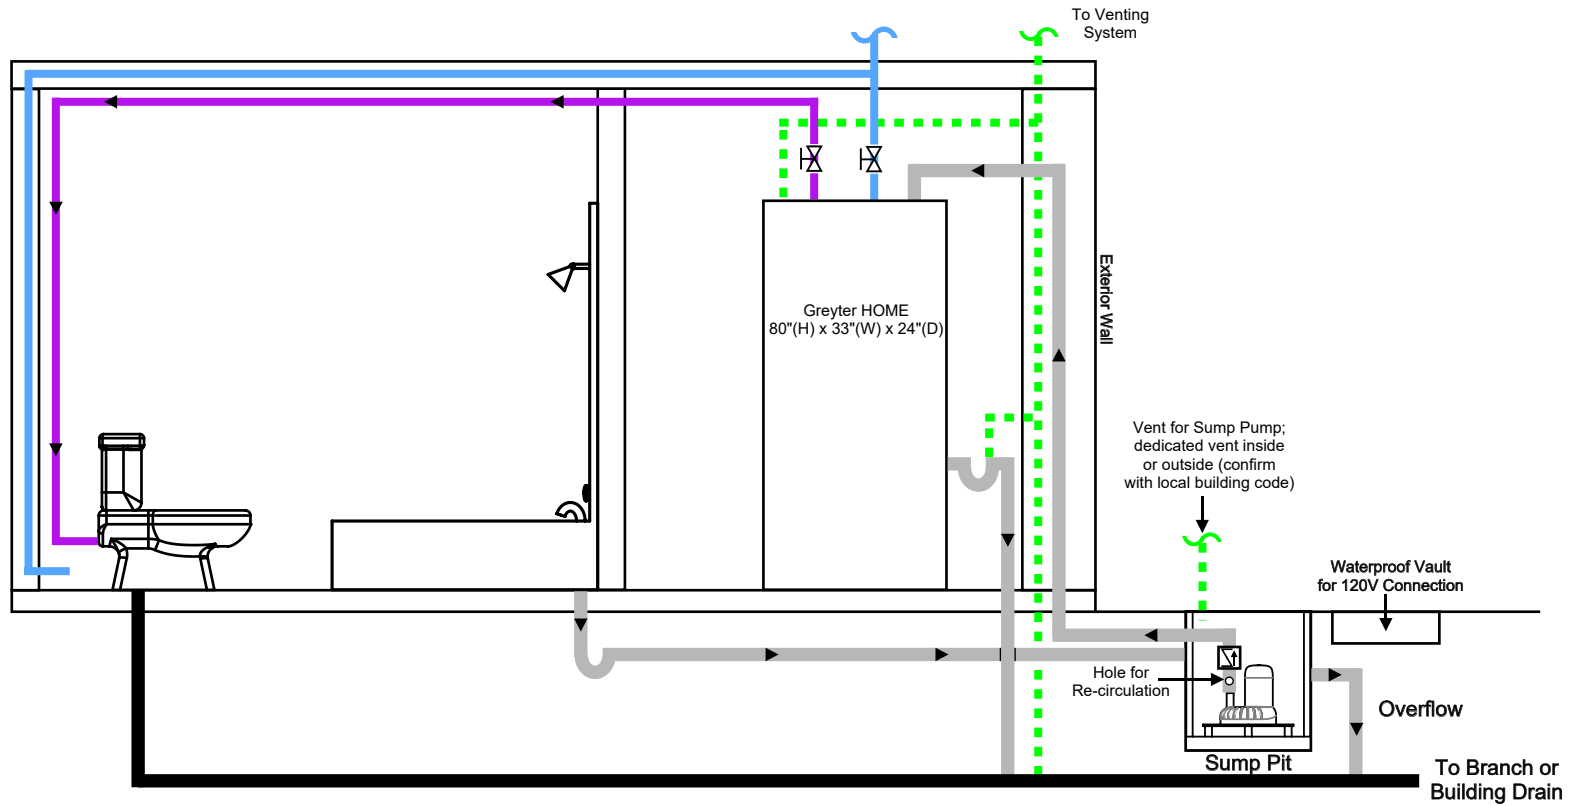 To Venting
System
Exterior Wall
Greyter HOME
80"(H) x 33"(W) x 24"(D)
Vent for Sump Pump;
dedicated vent inside
or outside (confirm
with local building code)
Waterproof Vault
for 120V Connection
Hole for
Re-circulation
Overflow
Sump Pit
To Branch or
Building Drain